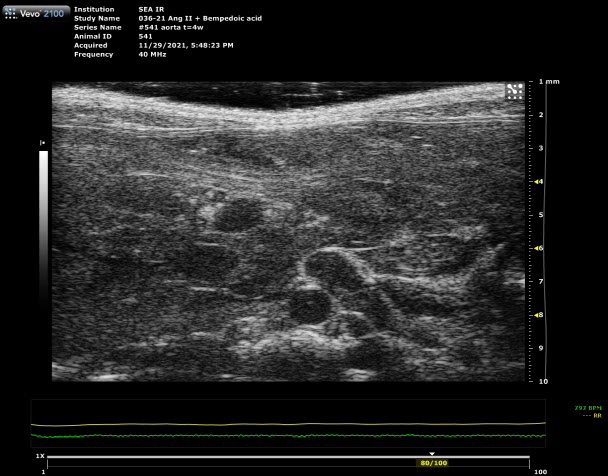 Vevo 2100
Institution SEA IR
Study Name 036-21 Ang II + Bempedoic acid
Series Name #541 aorta t=4w
Animal ID 541
Acquired 11/29/2021, 5:48:23 PM
Frequency 40 MHz
1 mm
2
3
4
5
6
7
8
9
10
292 BPM
--- RR
1X
80/100
1
100